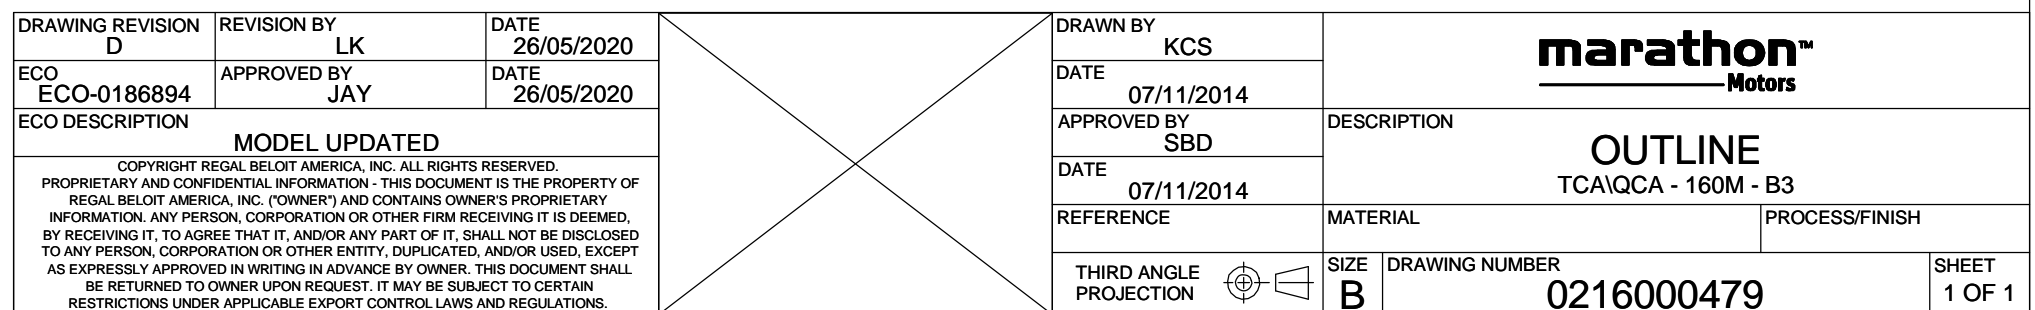 DRAWING REVISION
D
REVISION BY
LK
DATE
26/05/2020
ECO
ECO-0186894
APPROVED BY
JAY
DATE
26/05/2020
ECO DESCRIPTION
MODEL UPDATED
COPYRIGHT REGAL BELOIT AMERICA, INC. ALL RIGHTS RESERVED.
PROPRIETARY AND CONFIDENTIAL INFORMATION - THIS DOCUMENT IS THE PROPERTY OF
REGAL BELOIT AMERICA, INC. ("OWNER") AND CONTAINS OWNER'S PROPRIETARY
INFORMATION. ANY PERSON, CORPORATION OR OTHER FIRM RECEIVING IT IS DEEMED,
BY RECEIVING IT, TO AGREE THAT IT, AND/OR ANY PART OF IT, SHALL NOT BE DISCLOSED
TO ANY PERSON, CORPORATION OR OTHER ENTITY, DUPLICATED, AND/OR USED, EXCEPT
AS EXPRESSLY APPROVED IN WRITING IN ADVANCE BY OWNER. THIS DOCUMENT SHALL
BE RETURNED TO OWNER UPON REQUEST. IT MAY BE SUBJECT TO CERTAIN
RESTRICTIONS UNDER APPLICABLE EXPORT CONTROL LAWS AND REGULATIONS.
DRAWN BY
KCS
DATE
07/11/2014
APPROVED BY
SBD
DATE
07/11/2014
REFERENCE
THIRD ANGLE
PROJECTION
marathon™
Motors
DESCRIPTION
OUTLINE
TCA\QCA - 160M - B3
MATERIAL
PROCESS/FINISH
SIZE
B
DRAWING NUMBER
0216000479
SHEET
1 OF 1